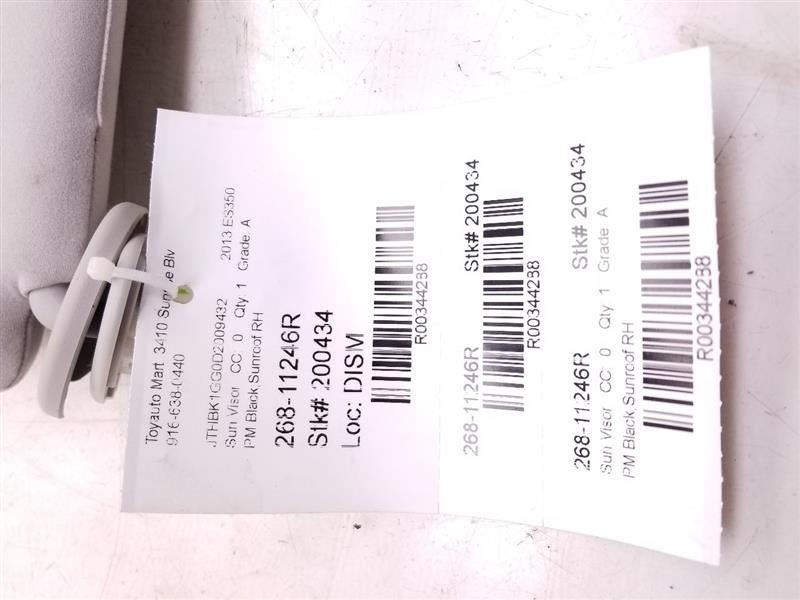 Toyauto Mart 3410 Blv
916-638-0440
JTHBK1GG0D2009432 2013 ES350
Sun Visor CC: 0 Qty 1 Grade A
PM Black,Sunroof RH
268-11246R
Stk# 200434
Loc: DISM
R00344238
268-11246R Stk# 200434
R00344238
268-11246R Stk# 200434
Sun Visor CC: 0 Qty 1 Grade A
PM Black,Sunroof RH
R00344238